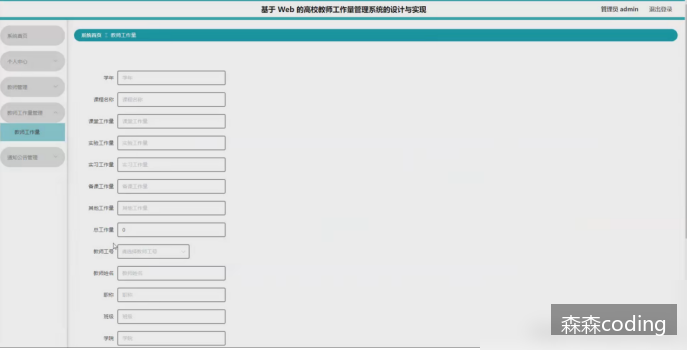 基于 Web 的高校教师工作量管理系统的设计与实现
管理员 admin
退出登录
系统首页
个人中心
教师管理
教师工作量管理
教师工作量
通知公告管理
系统首页 : 教师工作量
学年 学年
课程名称 课程名称
课堂工作量 课堂工作量
实验工作量 实验工作量
实习工作量 实习工作量
备课工作量 备课工作量
其他工作量 其他工作量
总工作量 0
教师工号 请选择教师工号
教师姓名 教师姓名
职称 职称
班级 班级
学院 学院
森森coding